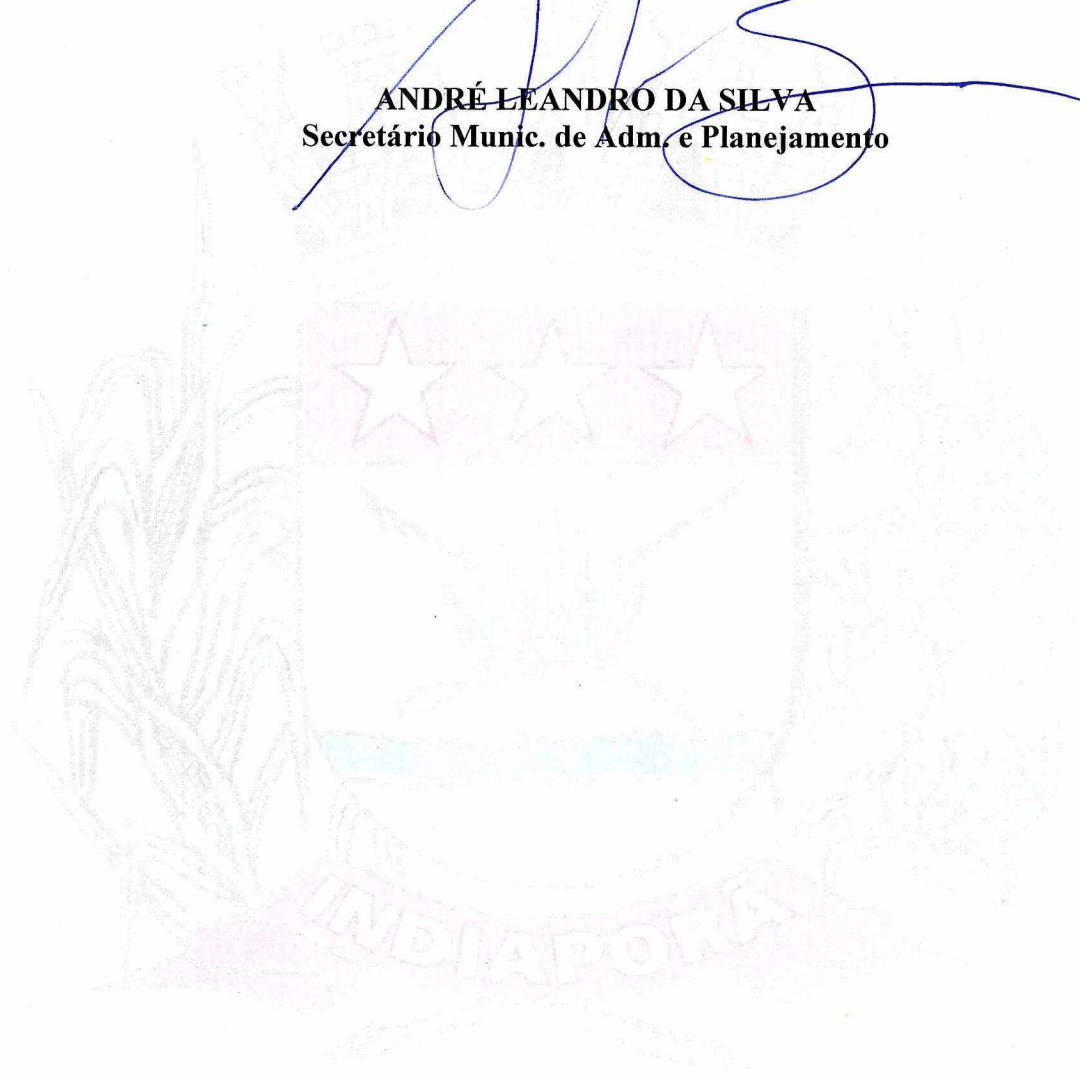 ANDRÉ LEANDRO DA SILVA
Secretário Munic. de Adm. e Planejamento
INDIAPORÃ